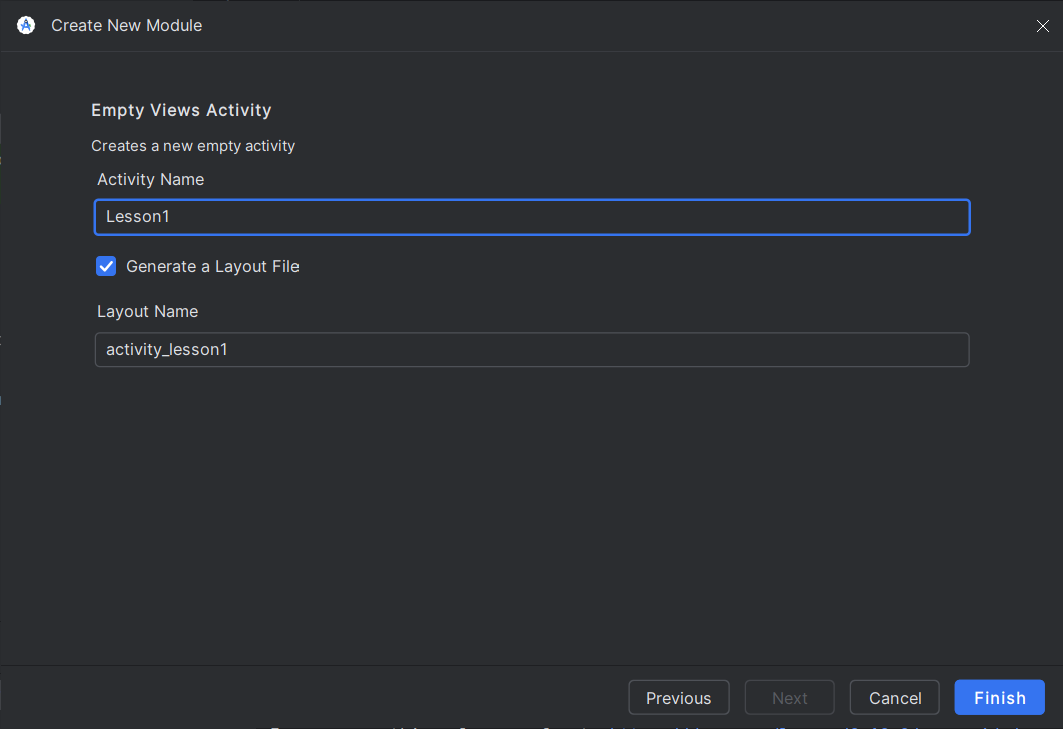 Create New Module
Empty Views Activity
Creates a new empty activity
Activity Name
Lesson1
Generate a Layout File
Layout Name
activity_lesson1
Previous Next Cancel Finish